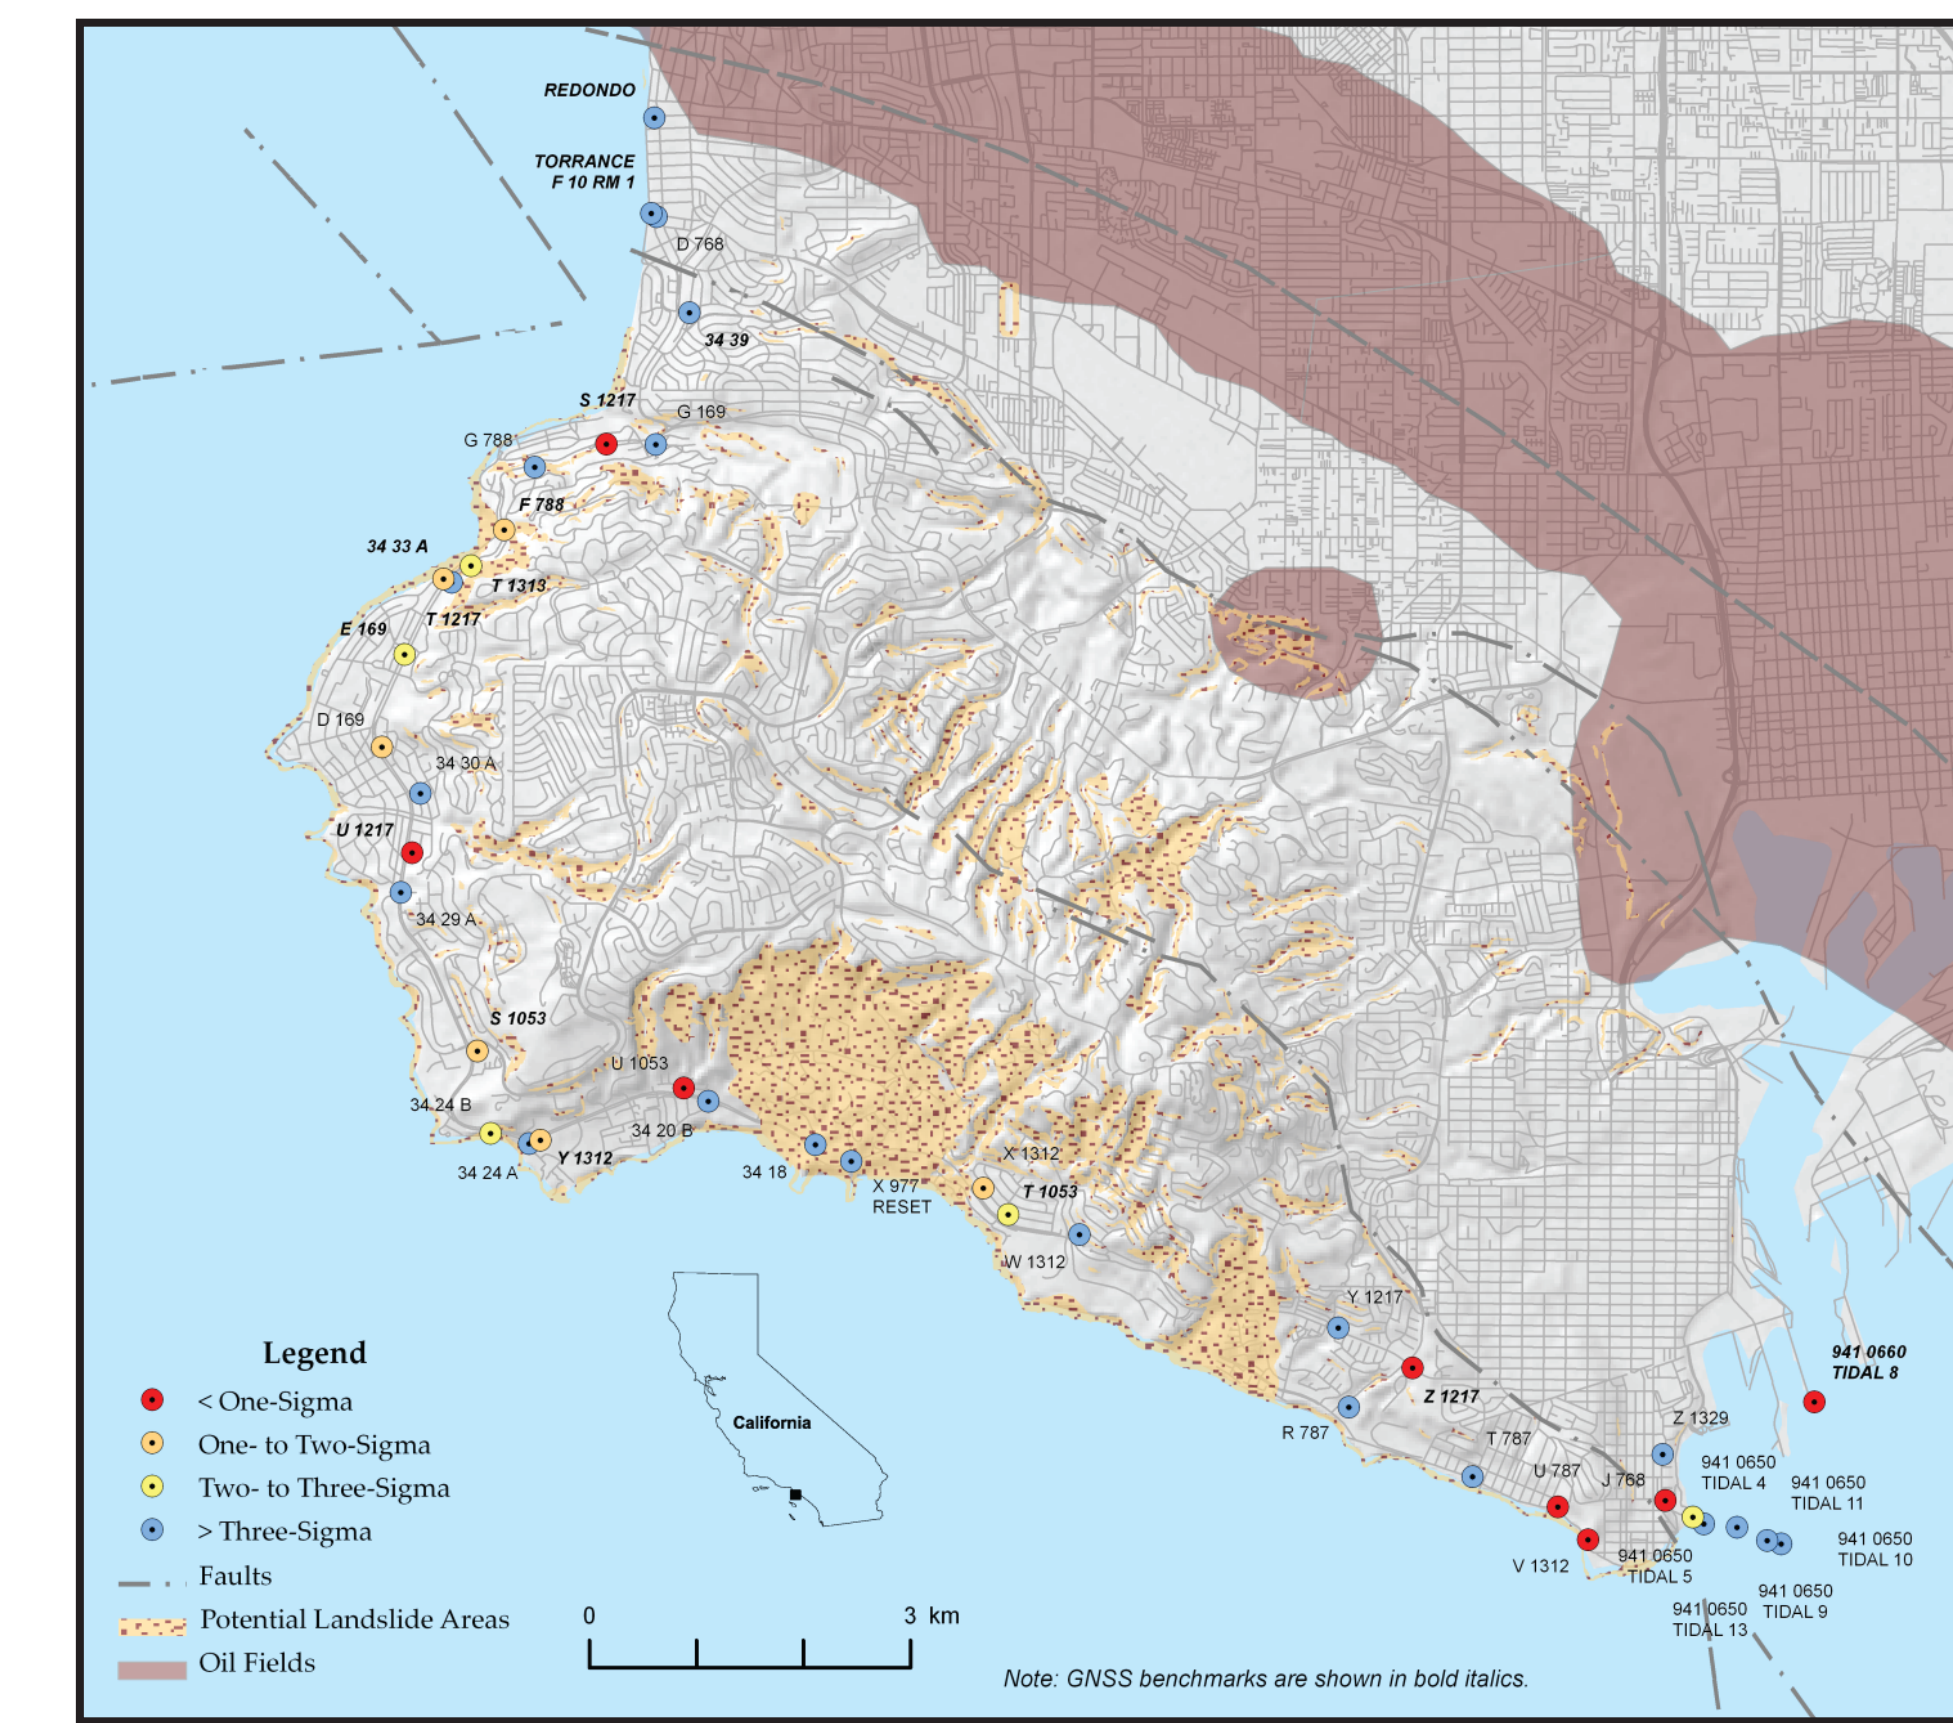 REDONDO
TORRANCE
F 10 RM 1
D 768
34 39
S 1217
G 169
G 788
F 788
34 33 A
T 1313
T 1217
E 169
D 169
34 30 A
U 1217
34 29 A
S 1053
U 1053
34 24 B
34 20 B
Y 1312
34 24 A
34 18
X 977
RESET
X 1312
T 1053
W 1312
Y 1217
Z 1217
R 787
T 787
U 787
J 768
V 1312
Z 1329
941 0660
TIDAL 8
941 0650
TIDAL 4
941 0650
TIDAL 11
941 0650
TIDAL 10
941 0650
TIDAL 5
941 0650
TIDAL 9
941 0650
TIDAL 13
California
Legend
< One-Sigma
One- to Two-Sigma
Two- to Three-Sigma
> Three-Sigma
Faults
Potential Landslide Areas
Oil Fields
0 3 km
Note: GNSS benchmarks are shown in bold italics.